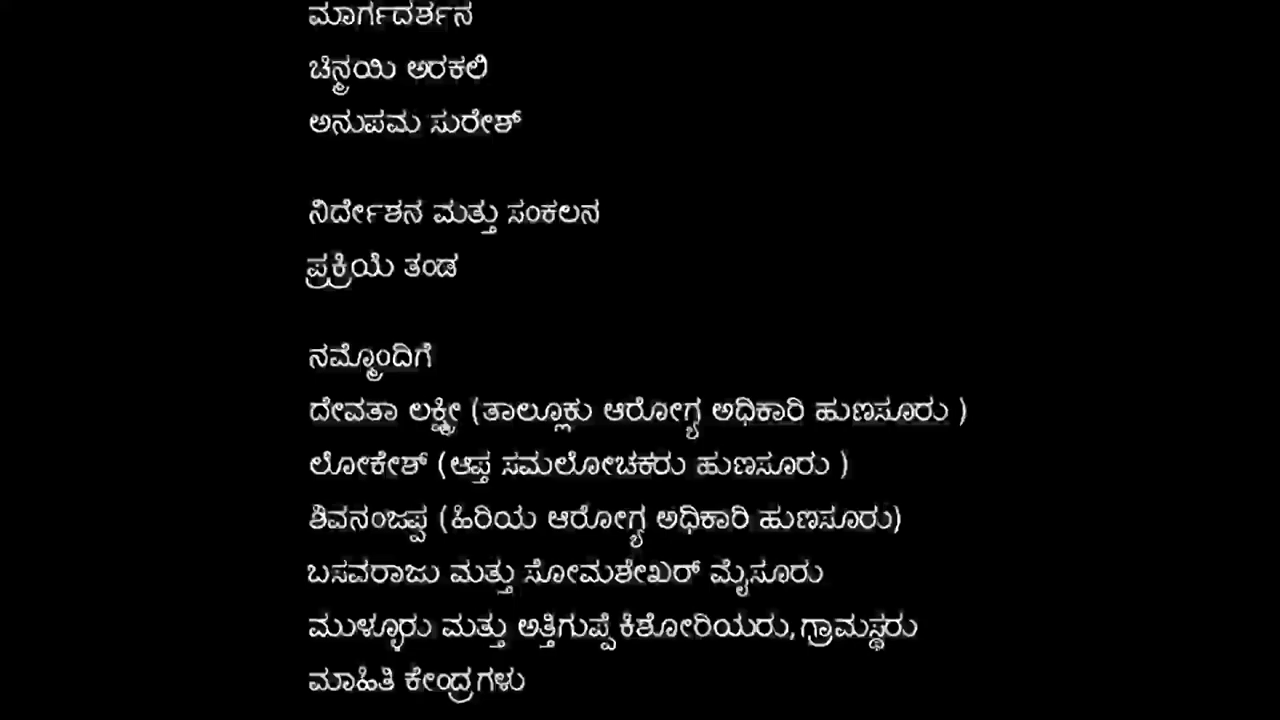 ಮಾರ್ಗದರ್ಶನ
ಚಿನ್ಮಯಿ ಅರಕಲಿ
ಅನುಪಮ ಸುರೇಶ್
ನಿರ್ದೇಶನ ಮತ್ತು ಸಂಕಲನ
ಪ್ರಕ್ರಿಯೆ ತಂಡ
ನಮ್ಮೊಂದಿಗೆ
ದೇವತಾ ಲಕ್ಷ್ಮೀ (ತಾಲ್ಲೂಕು ಆರೋಗ್ಯ ಅಧಿಕಾರಿ ಹುಣಸೂರು )
ಲೋಕೇಶ್ (ಆಪ್ತ ಸಮಲೋಚಕರು ಹುಣಸೂರು )
ಶಿವನಂಜಪ್ಪ (ಹಿರಿಯ ಆರೋಗ್ಯ ಅಧಿಕಾರಿ ಹುಣಸೂರು)
ಬಸವರಾಜು ಮತ್ತು ಸೋಮಶೇಖರ್ ಮೈಸೂರು
ಮುಳ್ಳೂರು ಮತ್ತು ಅತ್ತಿಗುಪ್ಪೆ ಕಿಶೋರಿಯರು, ಗ್ರಾಮಸ್ಥರು
ಮಾಹಿತಿ ಕೇಂದ್ರಗಳು